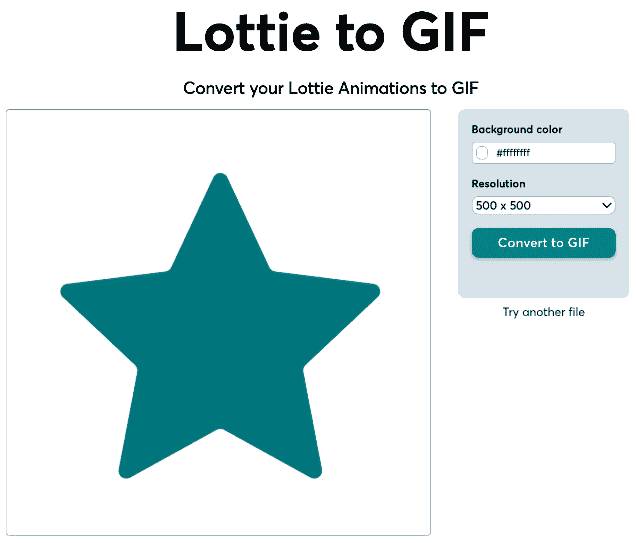 Lottie to GIF
Convert your Lottie Animations to GIF
Background color
#ffffffff
Resolution
500 x 500
Convert to GIF
Try another file